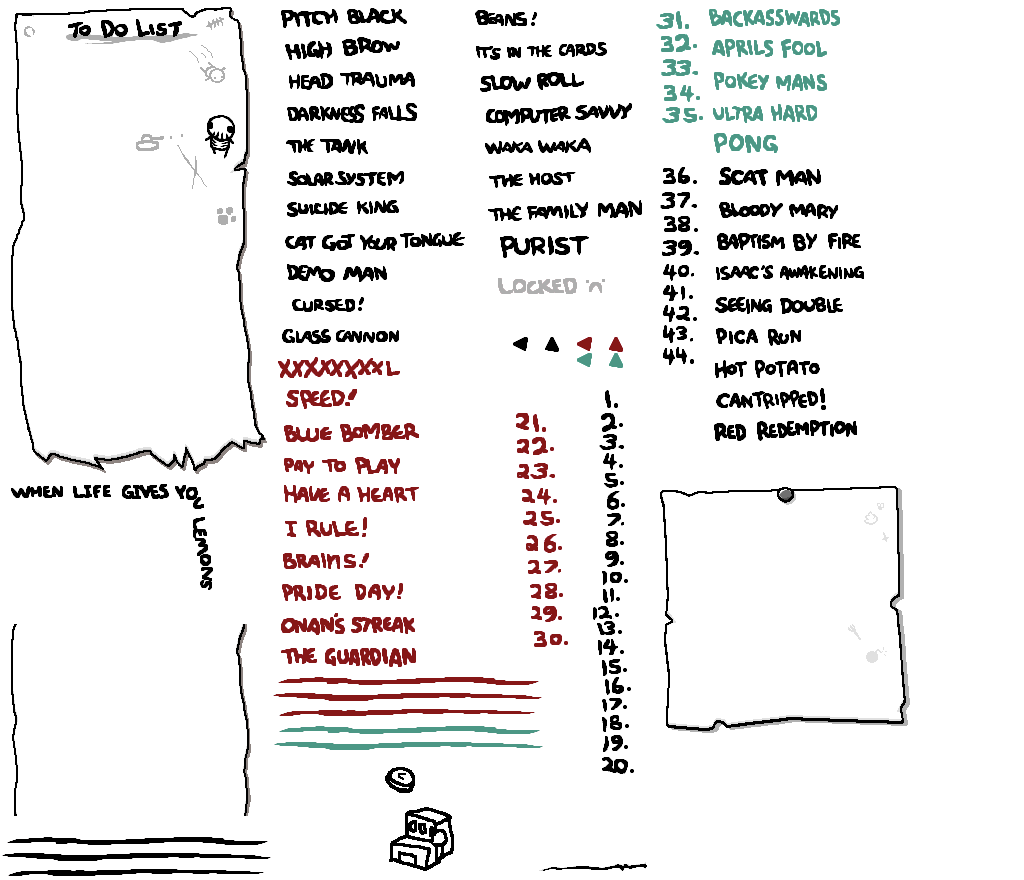 TO DO LIST
WHEN LIFE GIVES YOU LEMONS
PITCH BLACK
HIGH BROW
HEAD TRAUMA
DARKNESS FALLS
THE TANK
SOLAR SYSTEM
SUICIDE KING
CAT GOT YOUR TONGUE
DEMO MAN
CURSED!
GLASS CANNON
XXXXXXXXL
SPEED!
BLUE BOMBER
PAY TO PLAY
HAVE A HEART
I RULE!
BRAINS!
PRIDE DAY!
ONAN'S STREAK
THE GUARDIAN
BEANS!
IT'S IN THE CARDS
SLOW ROLL
COMPUTER SAVVY
WAKA WAKA
THE HOST
THE FAMILY MAN
PURIST
LOCKED 'n'
21.
22.
23.
24.
25.
26.
27.
28.
29.
30.
1.
2.
3.
4.
5.
6.
7.
8.
9.
10.
11.
12.
13.
14.
15.
16.
17.
18.
19.
20.
31.
32.
33.
34.
35.
36.
37.
38.
39.
40.
41.
42.
43.
44.
BACKASSWARDS
APRILS FOOL
POKEY MANS
ULTRA HARD
PONG
SCAT MAN
BLOODY MARY
BAPTISM BY FIRE
ISAAC'S AWAKENING
SEEING DOUBLE
PICA RUN
HOT POTATO
CANTRIPPED!
RED REDEMPTION